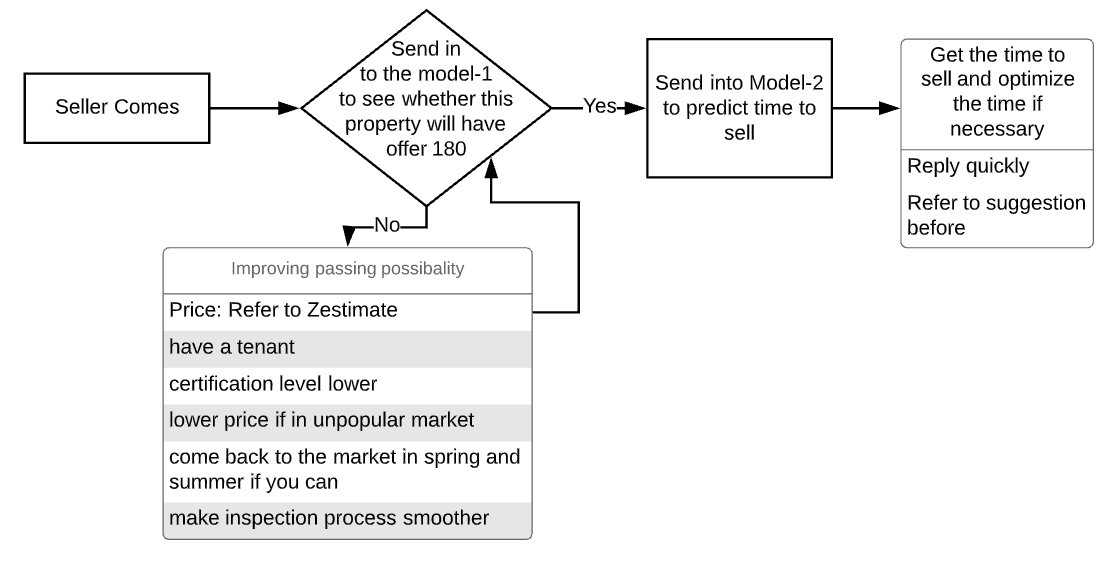 Seller Comes
Send in
to the model-1
to see whether this
property will have
offer 180
Yes
Send into Model-2
to predict time to
sell
Get the time to
sell and optimize
the time if
necessary
Reply quickly
Refer to suggestion
before
No
Improving passing possibality
Price: Refer to Zestimate
have a tenant
certification level lower
lower price if in unpopular market
come back to the market in spring and
summer if you can
make inspection process smoother